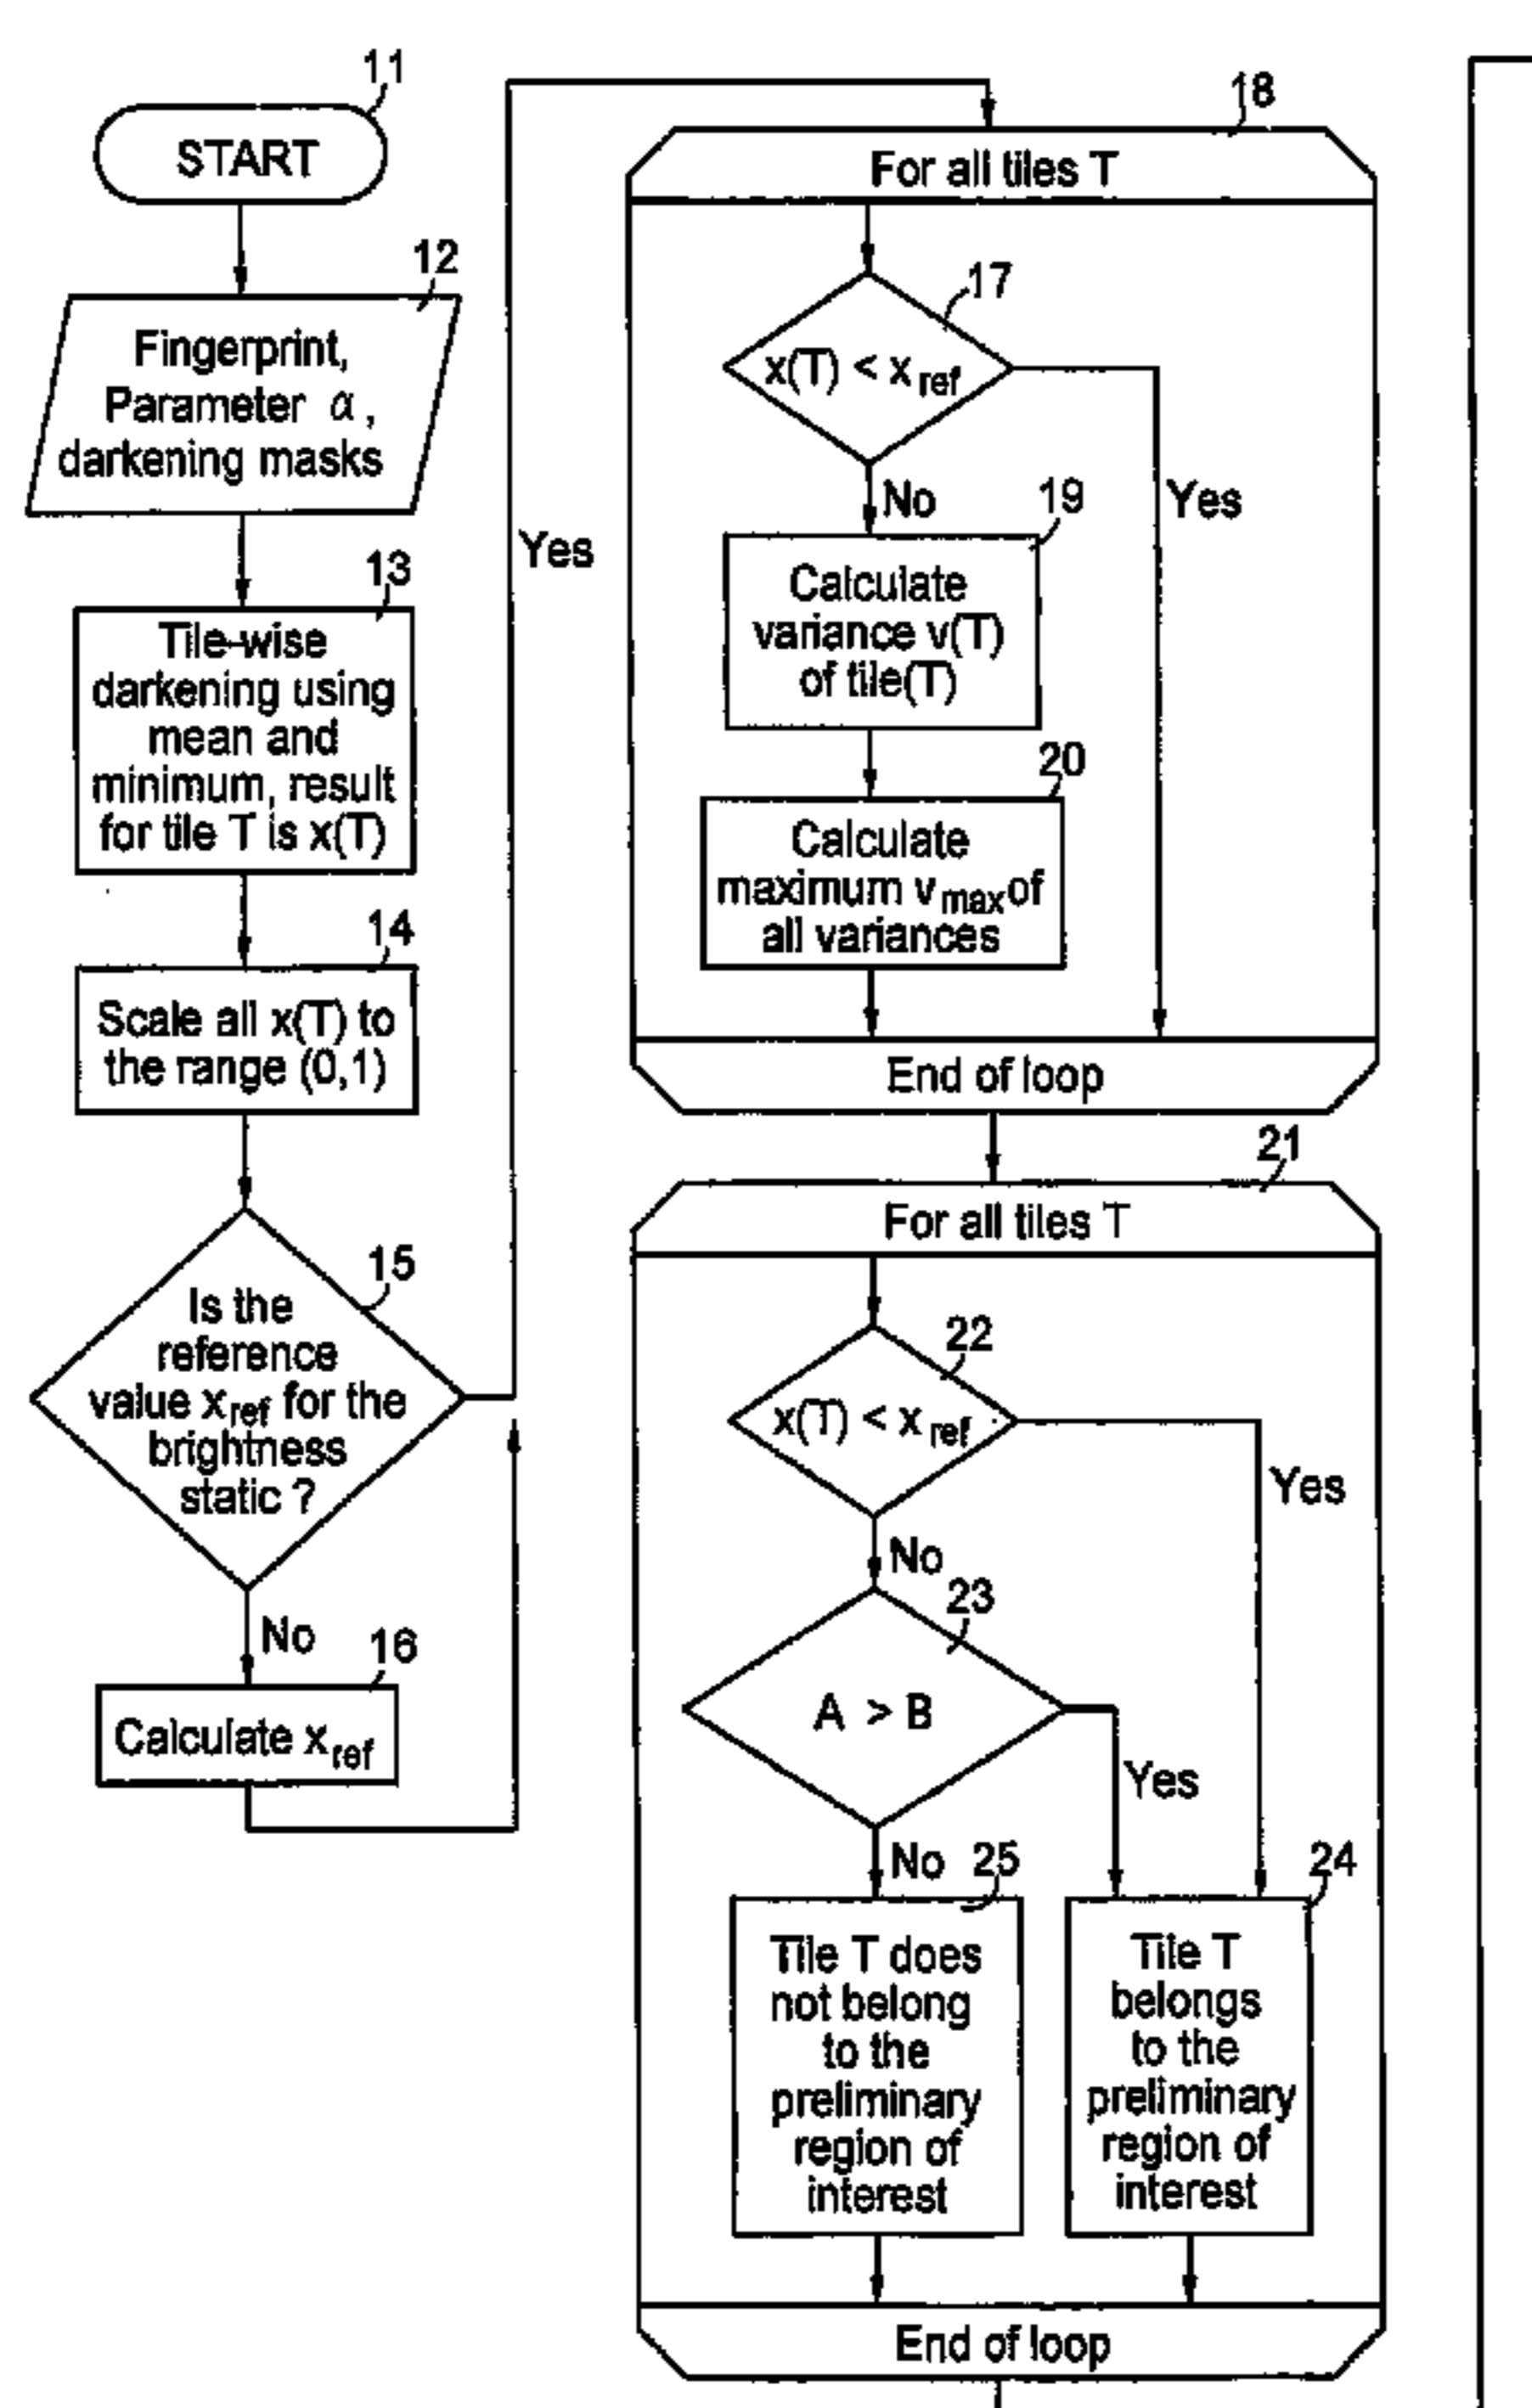 11
START
12
Fingerprint,
Parameter α,
darkening masks
13
Tile-wise
darkening using
mean and
minimum, result
for tile T is x(T)
14
Scale all x(T) to
the range (0,1)
15
Is the
reference
value xref for the
brightness
static ?
Yes
No
16
Calculate xref
18
For all tiles T
17
x(T) < xref
No
Yes
19
Calculate
variance v(T)
of tile(T)
20
Calculate
maximum vmax of
all variances
End of loop
21
For all tiles T
22
x(T) < xref
Yes
No
23
A > B
Yes
No
25
Tile T does
not belong
to the
preliminary
region of
interest
24
Tile T
belongs
to the
preliminary
region of
interest
End of loop